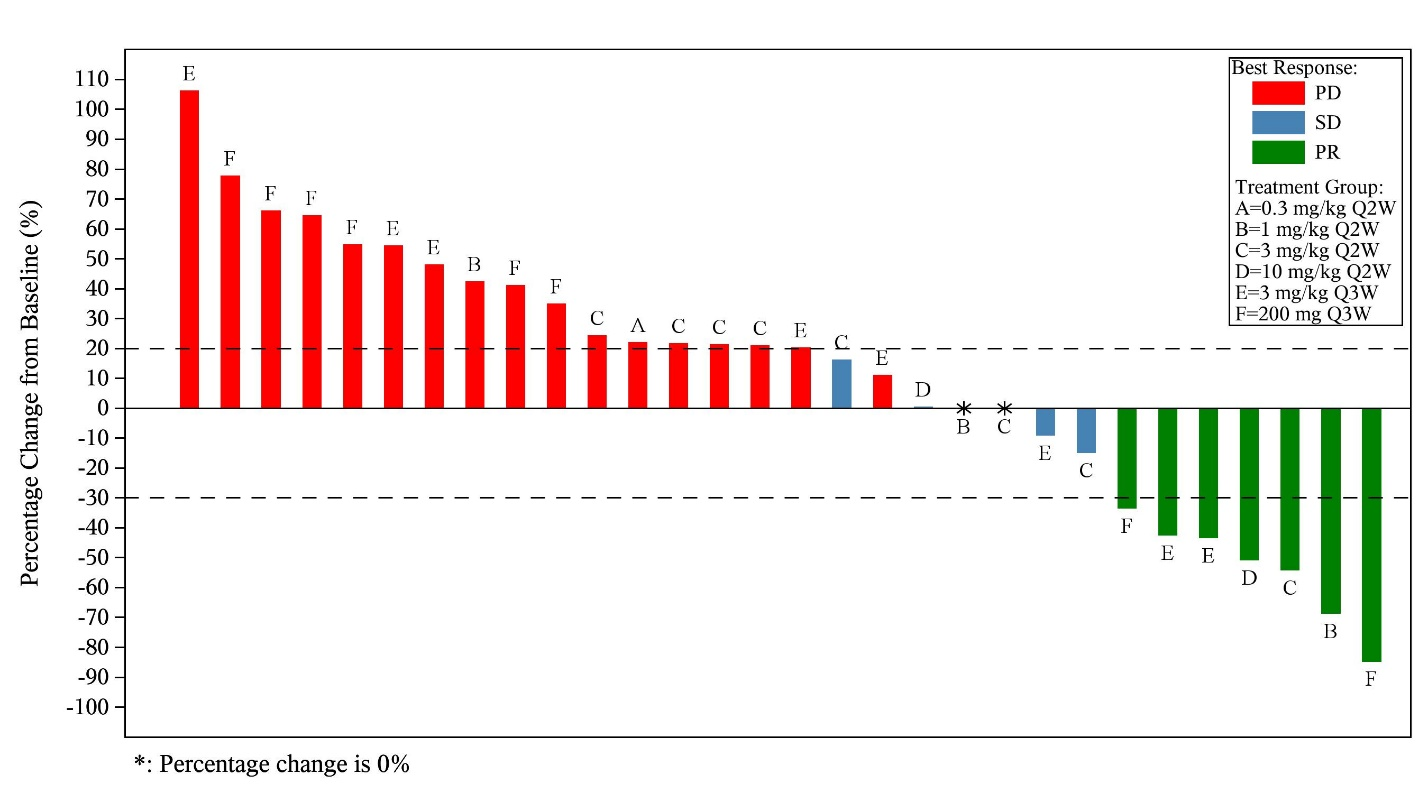 Best Response:
PD
SD
PR
Treatment Group:
A=0.3 mg/kg Q2W
B=1 mg/kg Q2W
C=3 mg/kg Q2W
D=10 mg/kg Q2W
E=3 mg/kg Q3W
F=200 mg Q3W
Percentage Change from Baseline (%)
110
100
90
80
70
60
50
40
30
20
10
0
-10
-20
-30
-40
-50
-60
-70
-80
-90
-100
E
F
F
F
F
E
E
B
F
F
C
A
C
C
C
E
C
E
D
*
B
*
C
E
C
F
E
E
D
C
B
F
*: Percentage change is 0%